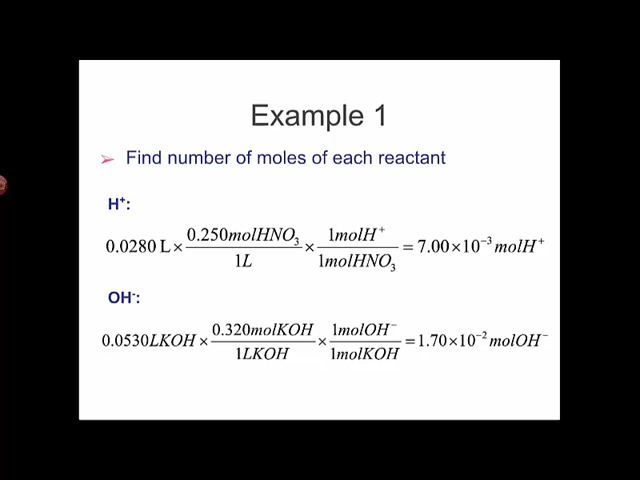 Example 1
➢ Find number of moles of each reactant
H⁺:
0.0280 L × 0.250molHNO₃ / 1L × 1molH⁺ / 1molHNO₃ = 7.00×10⁻³ molH⁺
OH⁻:
0.0530LKOH × 0.320molKOH / 1LKOH × 1molOH⁻ / 1molKOH = 1.70×10⁻² molOH⁻